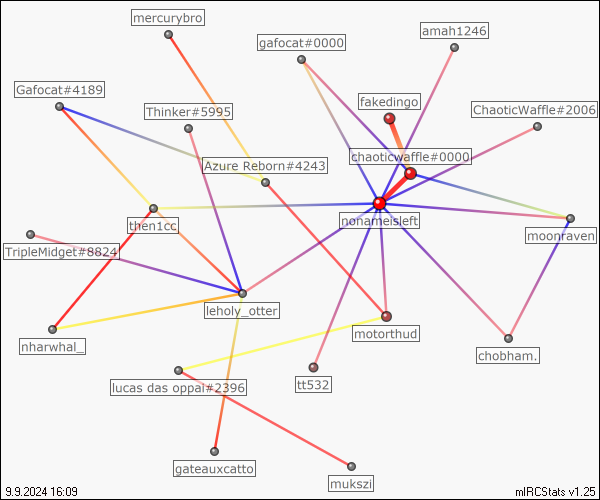 mercurybro
amah1246
gafocat#0000
Gafocat#4189
fakedingo
Thinker#5995
ChaoticWaffle#2006
chaoticwaffle#0000
Azure Reborn#4243
nonameisleft
then1cc
moonraven
TripleMidget#8824
leholy_otter
motorthud
nharwhal_
chobham.
tt532
lucas das oppai#2396
gateauxcatto
mukszi
9.9.2024 16:09
mIRCStats v1.25